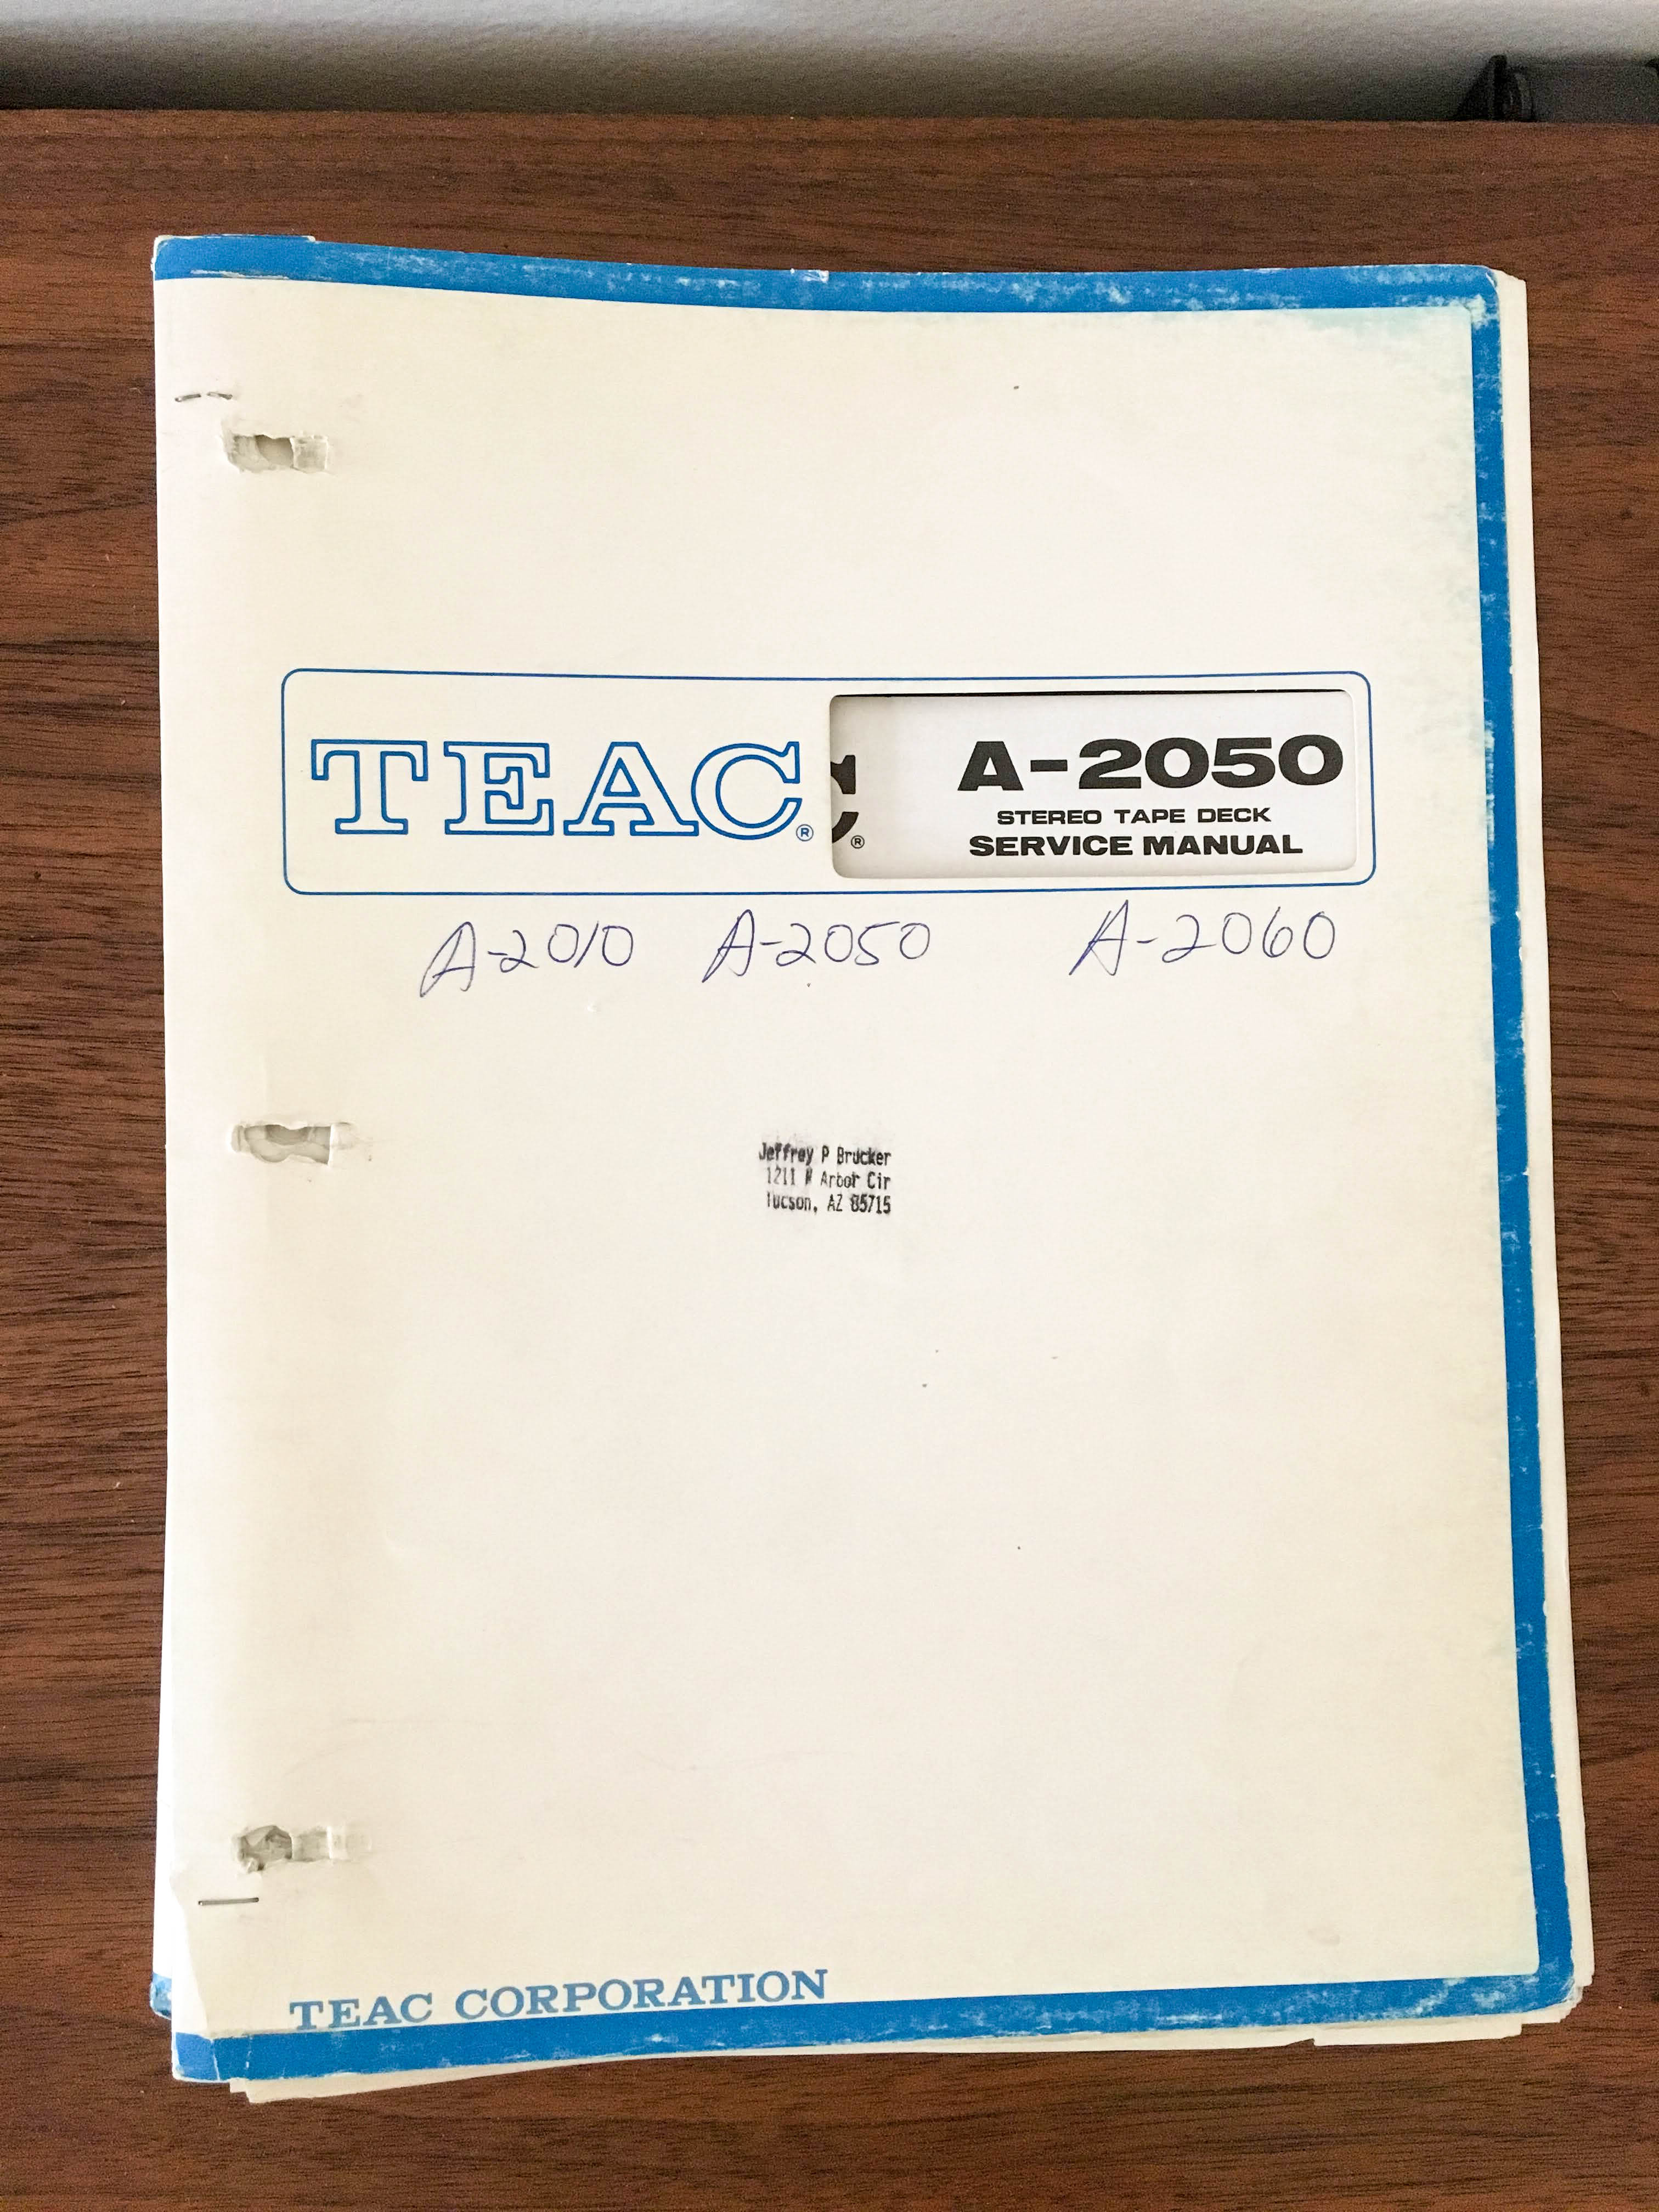 TEAC®
C®
A-2050
STEREO TAPE DECK
SERVICE MANUAL
A-2010 A-2050 A-2060
Jeffrey P Brucker
1211 Arbor Cir
Tucson, AZ 85715
TEAC CORPORATION